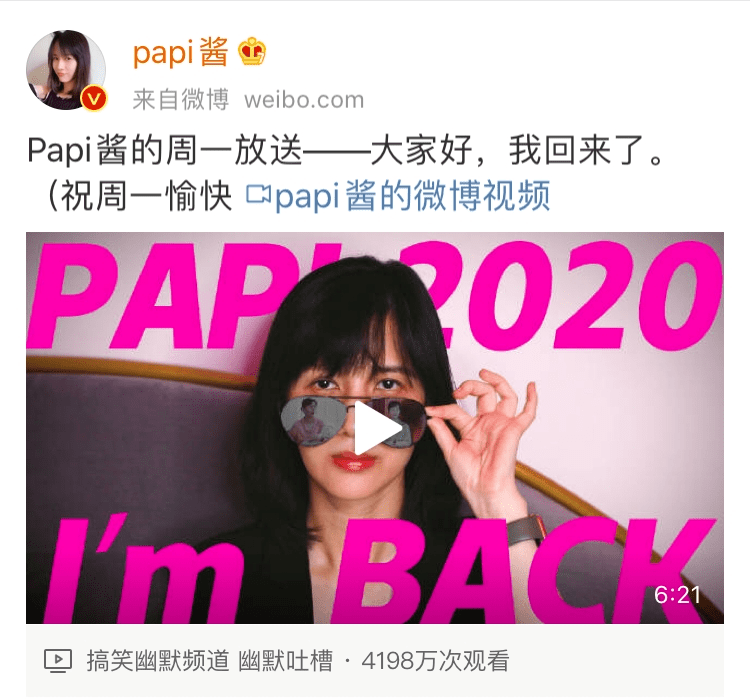 papi酱
来自微博 weibo.com
Papi酱的周一放送——大家好，我回来了。
（祝周一愉快 papi酱的微博视频
PAPI 2020
I'm BACK
6:21
搞笑幽默频道 幽默吐槽 · 4198万次观看